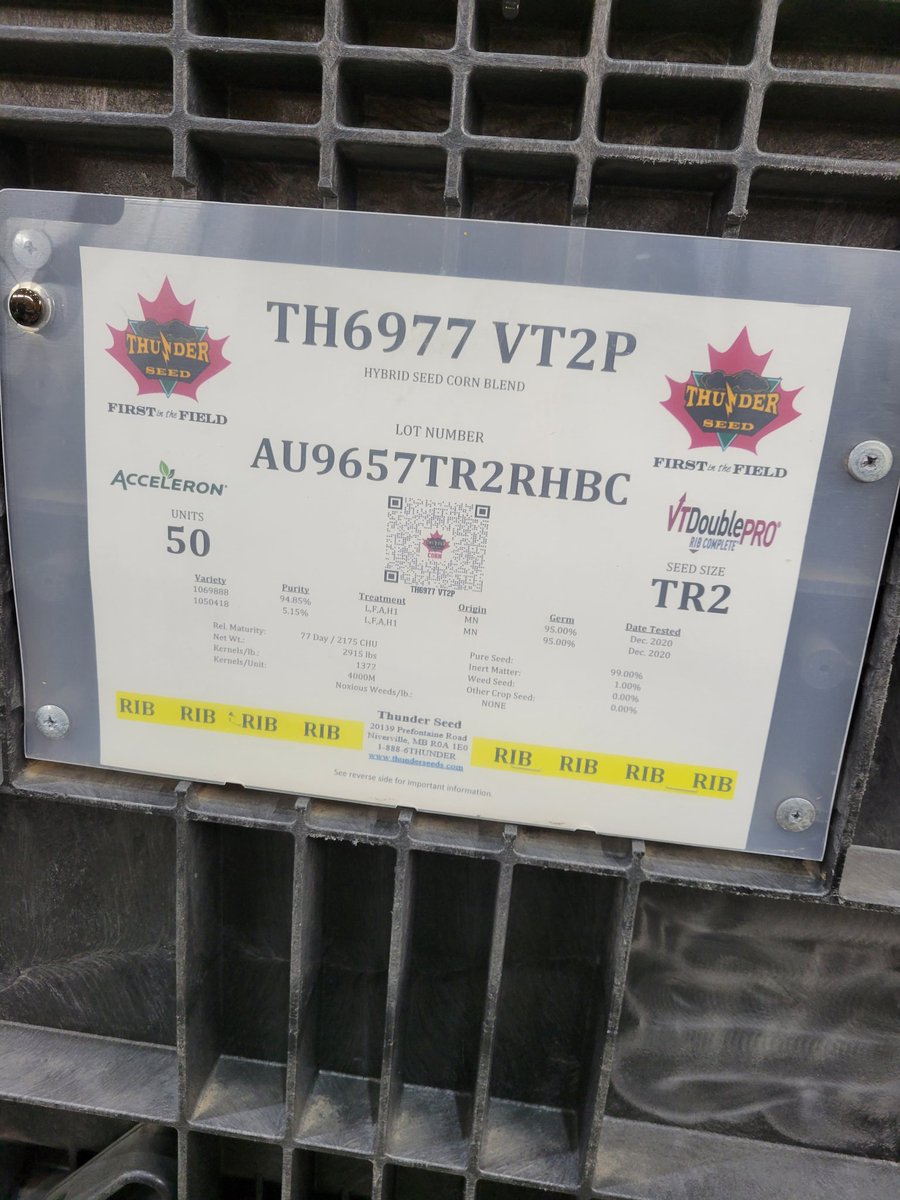 TH6977 VT2P
HYBRID SEED CORN BLEND
THUNDER
SEED
FIRST in the FIELD
THUNDER
SEED
FIRST in the FIELD
LOT NUMBER
AU9657TR2RHBC
ACCELERON®
UNITS
50
CORN
TH6977 VT2P
VTDoublePRO®
RIB COMPLETE
SEED SIZE
TR2
Variety Purity Treatment Origin Germ Date Tested
1069888 94.85% L,F,A,H1 MN 95.00% Dec. 2020
1050418 5.15% L,F,A,H1 MN 95.00% Dec. 2020
Rel. Maturity: 77 Day / 2175 CHU Pure Seed: 99.00%
Net Wt.: 2915 lbs Inert Matter: 1.00%
Kernels/lb.: 1372 Weed Seed: 0.00%
Kernels/Unit: 4000M Other Crop Seed: 0.00%
Noxious Weeds/lb.: NONE
RIB RIB RIB RIB
Thunder Seed
20139 Prefontaine Road
Niverville, MB R0A 1E0
1-888-6THUNDER
www.thunderseeds.com
RIB RIB RIB RIB
See reverse side for important information.